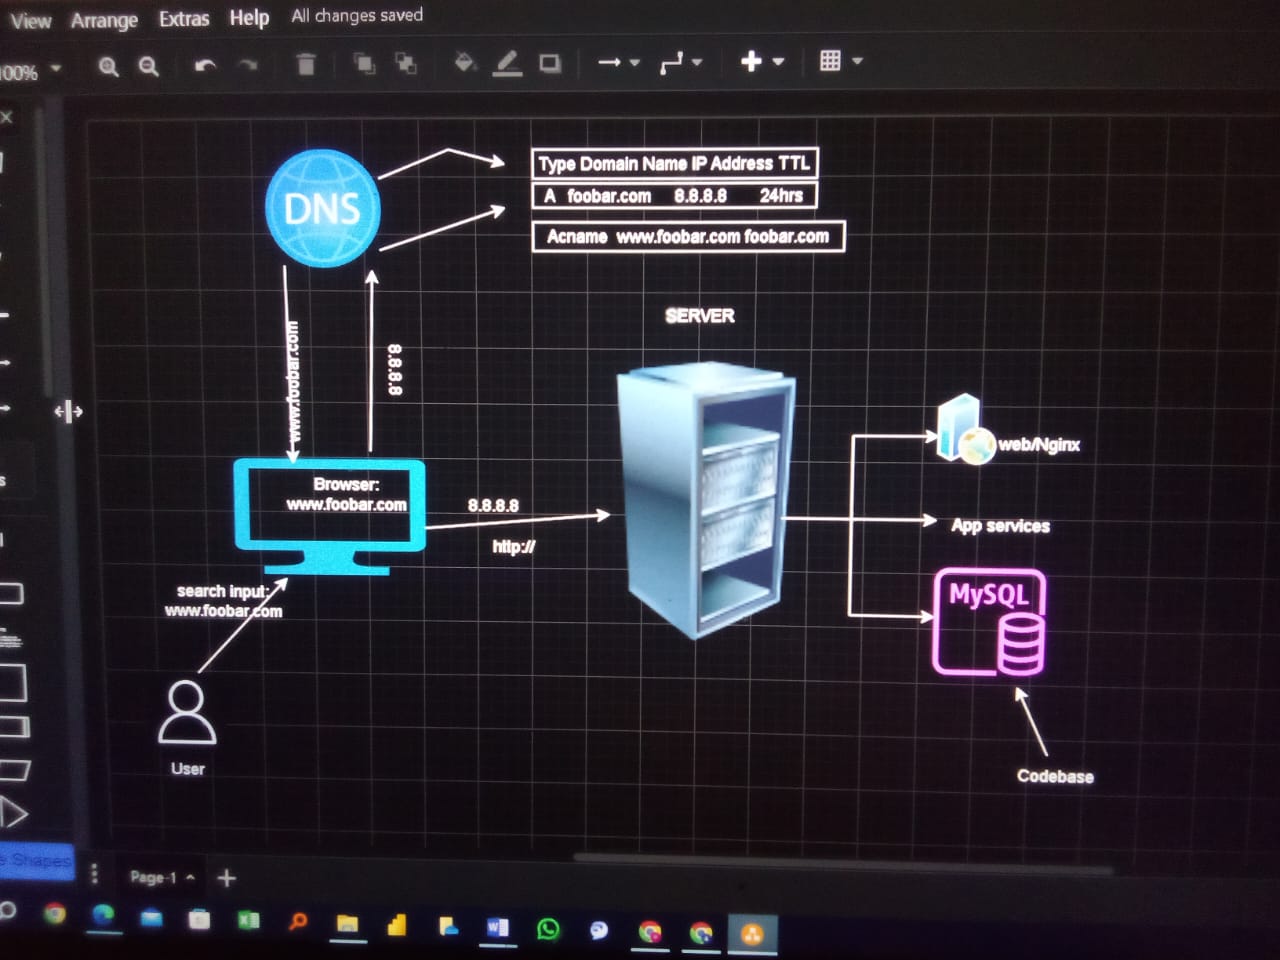 View Arrange Extras Help All changes saved
00%
DNS
Type Domain Name IP Address TTL
A foobar.com 8.8.8.8 24hrs
Acname www.foobar.com foobar.com
SERVER
www.foobar.com
8.8.8.8
Browser:
www.foobar.com
8.8.8.8
http://
web/Nginx
App services
MySQL
search input:
www.foobar.com
User
Codebase
Shapes
Page-1